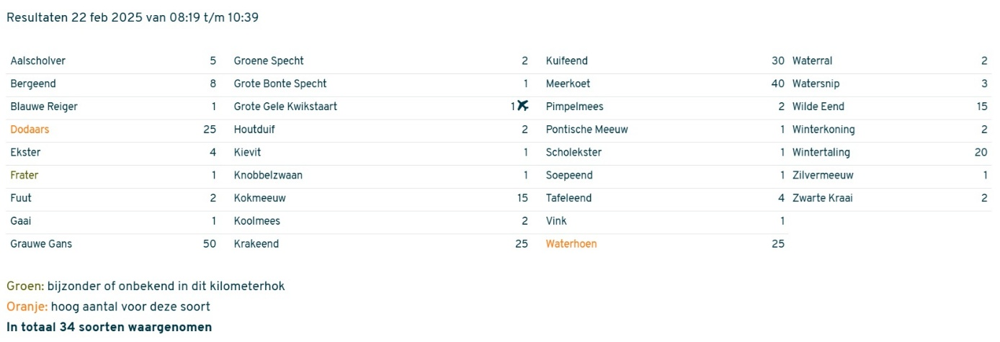 Resultaten 22 feb 2025 van 08:19 t/m 10:39
Aalscholver 5 Groene Specht 2 Kuifeend 30 Waterral 2
Bergeend 8 Grote Bonte Specht 1 Meerkoet 40 Watersnip 3
Blauwe Reiger 1 Grote Gele Kwikstaart 1 Pimpelmees 2 Wilde Eend 15
Dodaars 25 Houtduif 2 Pontische Meeuw 1 Winterkoning 2
Ekster 4 Kievit 1 Scholekster 1 Wintertaling 20
Frater 1 Knobbelzwaan 1 Soepeend 1 Zilvermeeuw 1
Fuut 2 Kokmeeuw 15 Tafeleend 4 Zwarte Kraai 2
Gaai 1 Koolmees 2 Vink 1
Grauwe Gans 50 Krakeend 25 Waterhoen 25
Groen: bijzonder of onbekend in dit kilometerhok
Oranje: hoog aantal voor deze soort
In totaal 34 soorten waargenomen